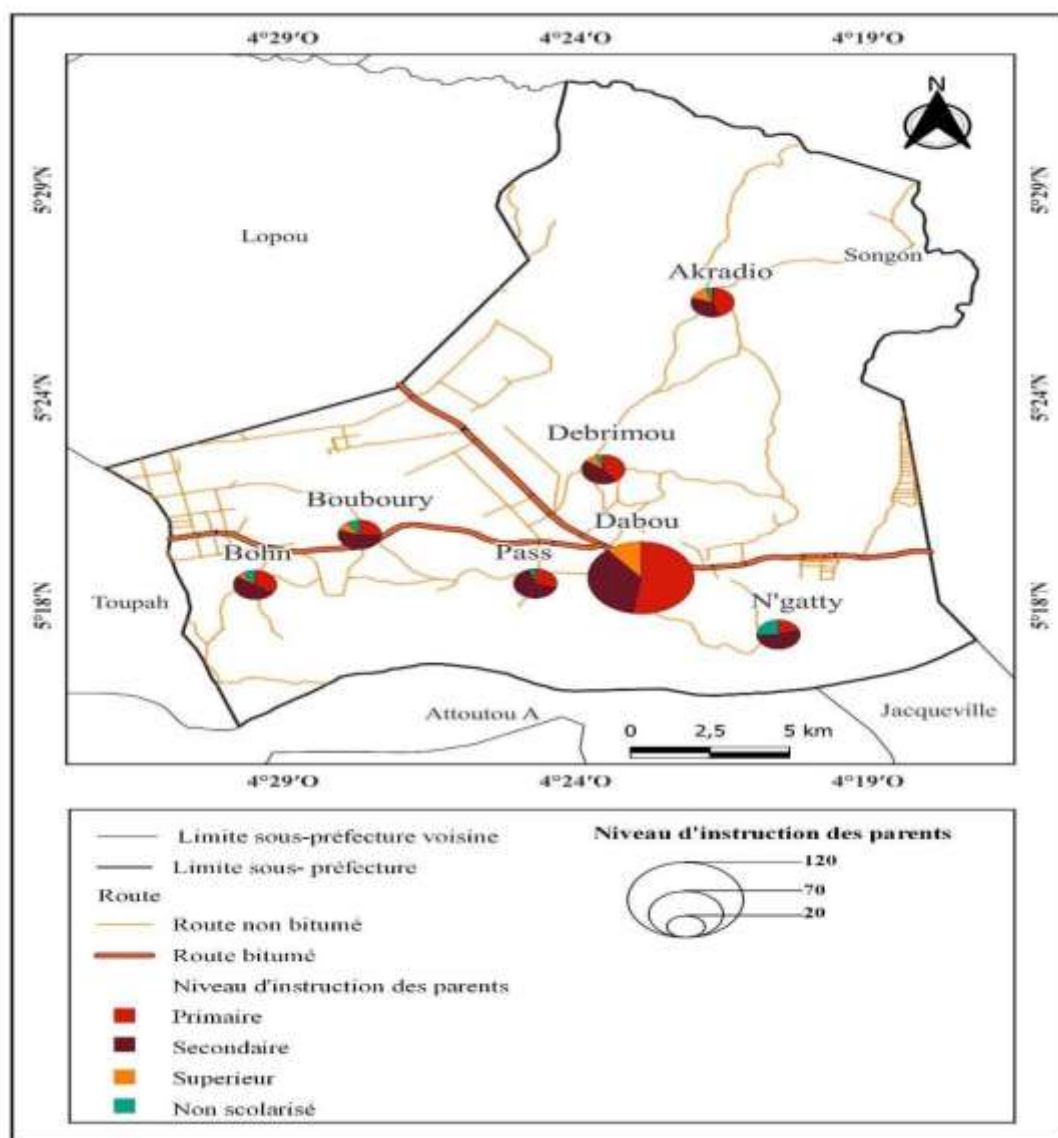 4°29'O 4°24'O 4°19'O
N
5°29'N 5°29'N
Lopou
Songon
Akradio
5°24'N 5°24'N
Debrimou
Bouboury
Dabou
Bohn
Pass
Toupah
N'gatty
5°18'N 5°18'N
Attoutou A
Jacqueville
0 2,5 5 km
4°29'O 4°24'O 4°19'O
Limite sous-préfecture voisine
Limite sous- préfecture
Route
Route non bitumé
Route bitumé
Niveau d'instruction des parents
Primaire
Secondaire
Superieur
Non scolarisé
Niveau d'instruction des parents
120
70
20